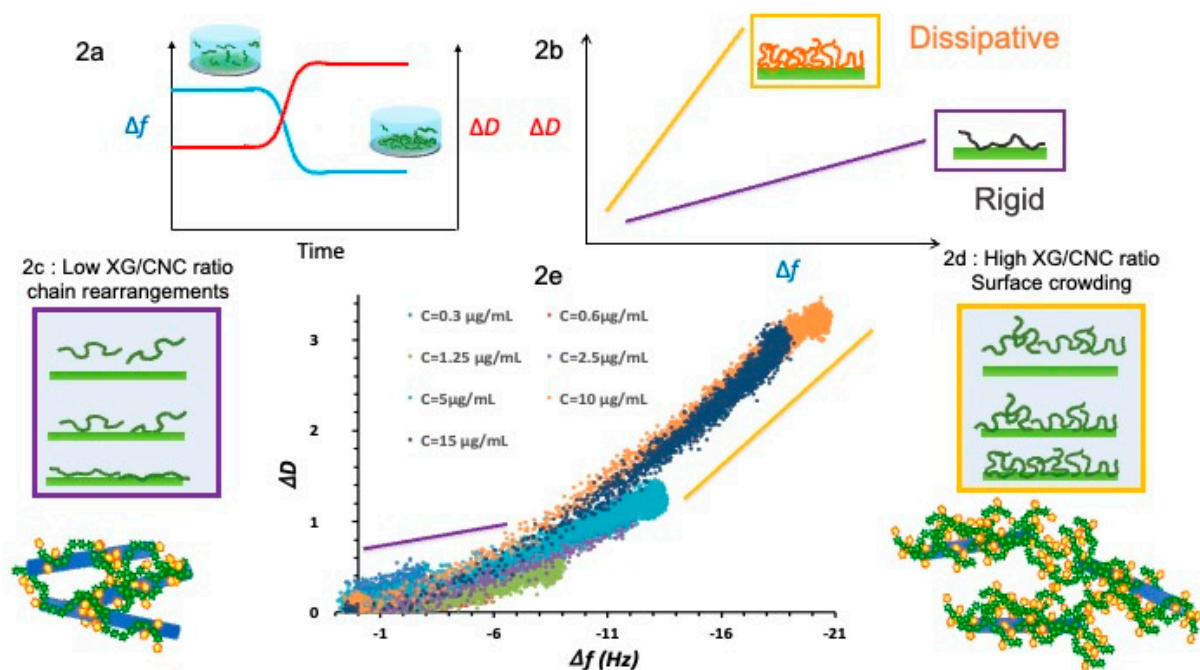 2a
Δf
Time
ΔD
2b
ΔD
Dissipative
Rigid
Δf
2c : Low XG/CNC ratio
chain rearrangements
2d : High XG/CNC ratio
Surface crowding
2e
C=0.3 µg/mL
C=0.6µg/mL
C=1.25 µg/mL
C=2.5µg/mL
C=5µg/mL
C=10 µg/mL
C=15 µg/mL
ΔD
3
2
1
0
-1
-6
-11
-16
-21
Δf (Hz)